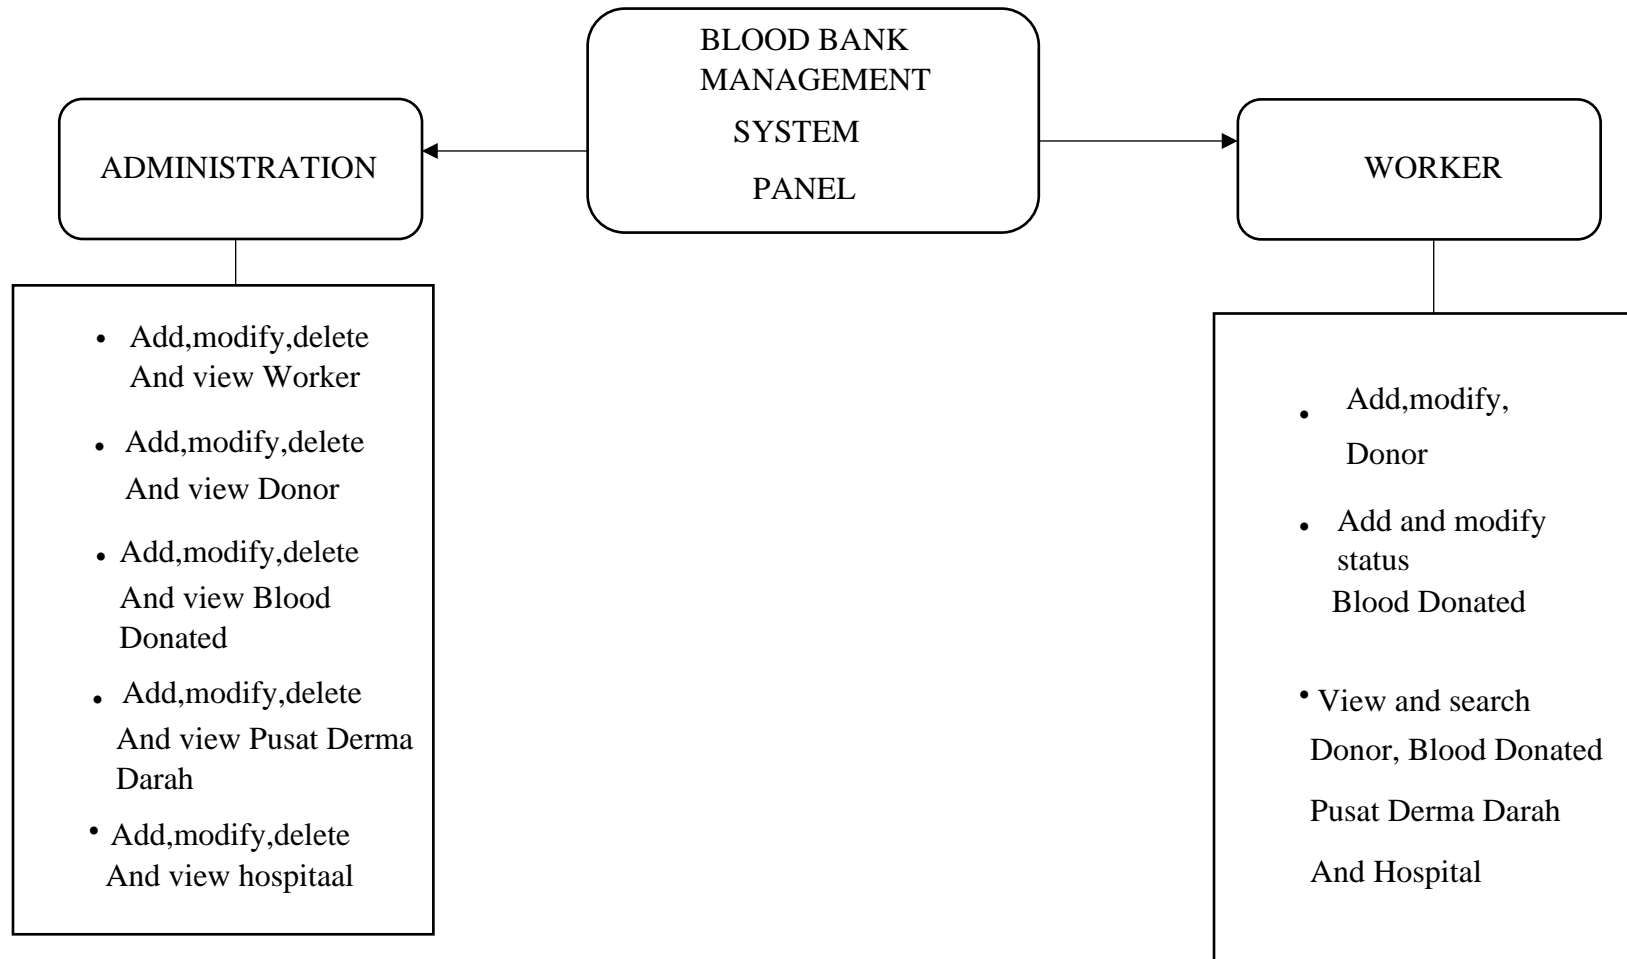 BLOOD BANK
MANAGEMENT
SYSTEM
PANEL
ADMINISTRATION
WORKER
• Add,modify,delete
And view Worker
• Add,modify,delete
And view Donor
• Add,modify,delete
And view Blood
Donated
• Add,modify,delete
And view Pusat Derma
Darah
• Add,modify,delete
And view hospitaal
• Add,modify,
Donor
• Add and modify
status
Blood Donated
• View and search
Donor, Blood Donated
Pusat Derma Darah
And Hospital